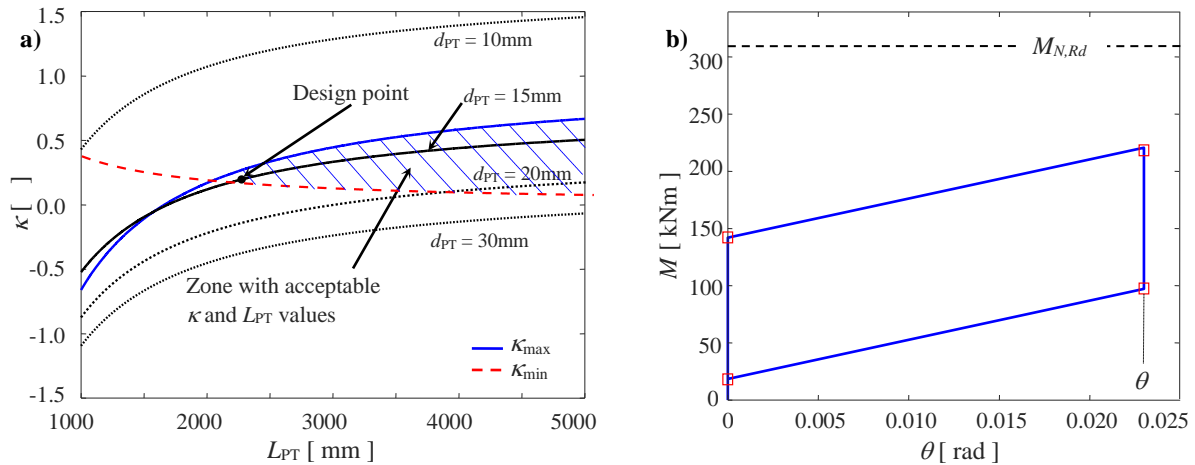 a)
κ [ ]
1.5
1.0
0.5
0.0
-0.5
-1.0
-1.5
d_PT = 10mm
Design point
d_PT = 15mm
d_PT = 20mm
d_PT = 30mm
Zone with acceptable
κ and L_PT values
κ_max
κ_min
1000 2000 3000 4000 5000
L_PT [ mm ]
b)
M [ kNm ]
300
250
200
150
100
50
0
M_N,Rd
θ
0 0.005 0.010 0.015 0.020 0.025
θ [ rad ]